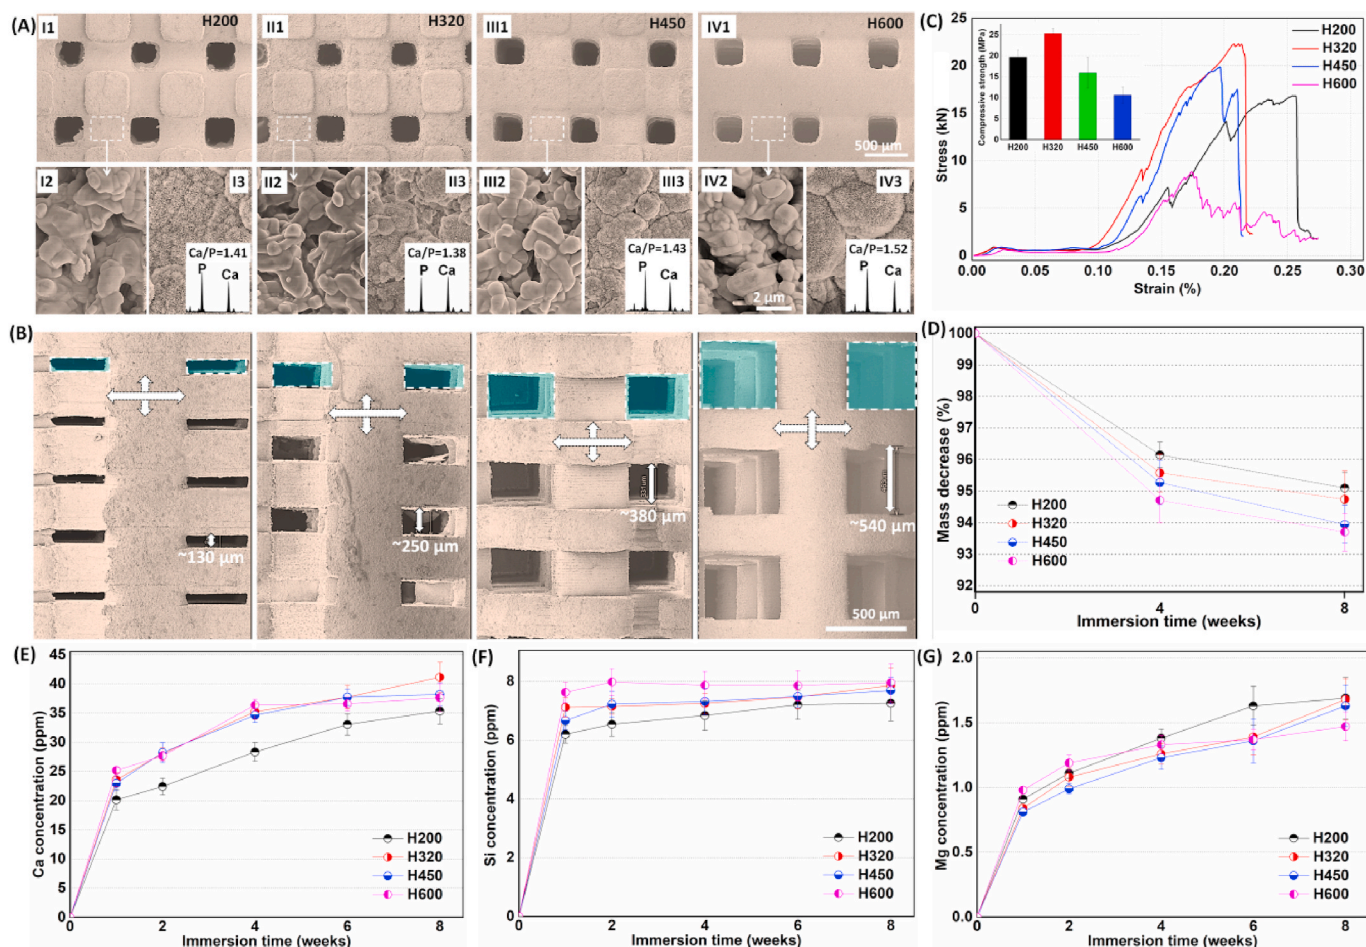 (A)
I1
H200
II1
H320
III1
H450
IV1
H600
500 μm
I2
I3
II2
II3
III2
III3
IV2
IV3
Ca/P=1.41
P
Ca
Ca/P=1.38
P
Ca
Ca/P=1.43
P
Ca
2 μm
Ca/P=1.52
P
Ca
(B)
~130 μm
~250 μm
~380 μm
~540 μm
500 μm
(C)
Stress (kN)
25
20
15
10
5
0
0.00
0.05
0.10
0.15
0.20
0.25
0.30
Strain (%)
Compressive strength (MPa)
25
20
15
10
5
0
H200
H320
H450
H600
H200
H320
H450
H600
(D)
Mass decrease (%)
100
99
98
97
96
95
94
93
92
0
4
8
Immersion time (weeks)
H200
H320
H450
H600
(E)
Ca concentration (ppm)
45
40
35
30
25
20
15
10
5
0
0
2
4
6
8
Immersion time (weeks)
H200
H320
H450
H600
(F)
Si concentration (ppm)
8
6
4
2
0
0
2
4
6
8
Immersion time (weeks)
H200
H320
H450
H600
(G)
Mg concentration (ppm)
2.0
1.5
1.0
0.5
0.0
0
2
4
6
8
Immersion time (weeks)
H200
H320
H450
H600